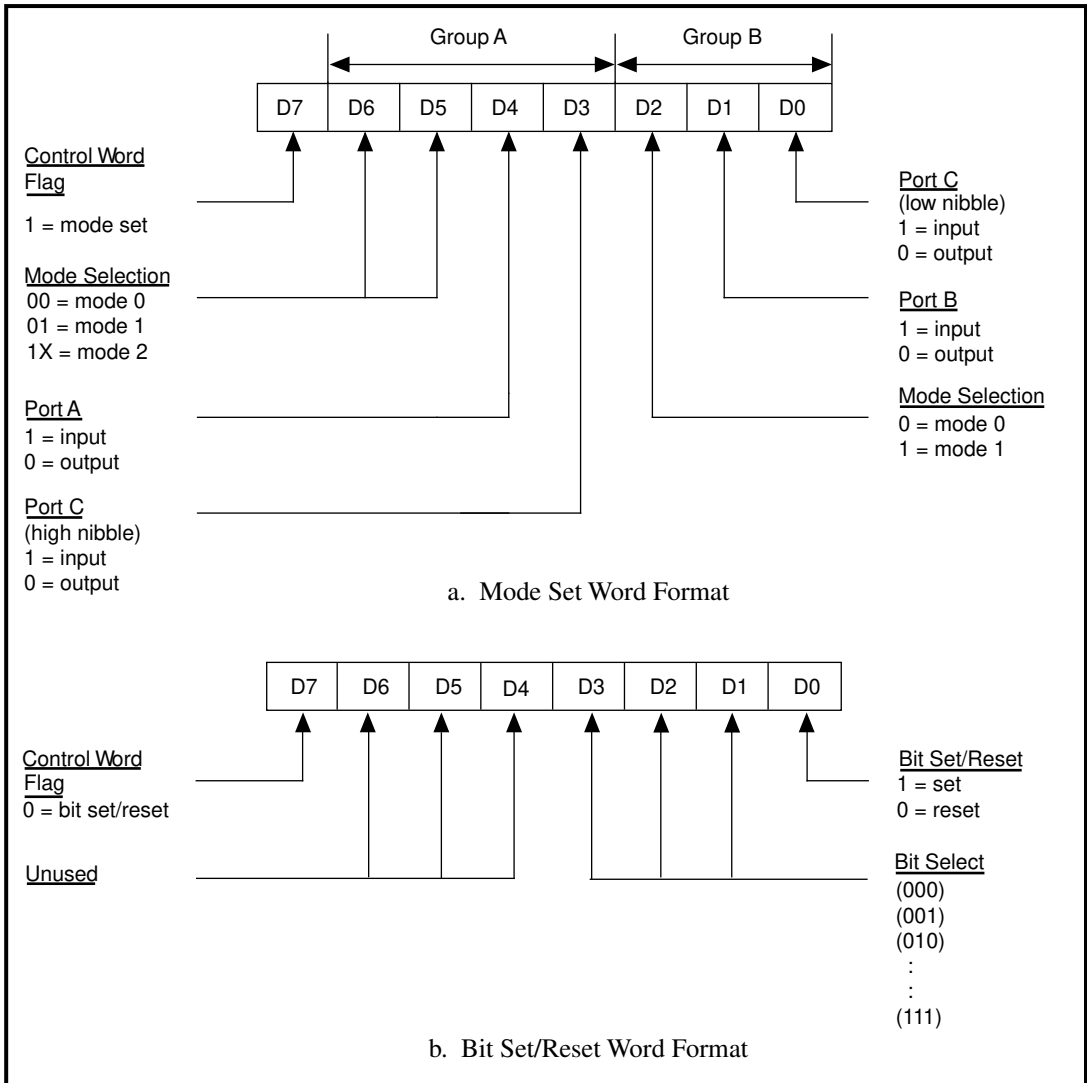 Group A Group B
D7 D6 D5 D4 D3 D2 D1 D0
Control Word
Flag
1 = mode set
Mode Selection
00 = mode 0
01 = mode 1
1X = mode 2
Port A
1 = input
0 = output
Port C
(high nibble)
1 = input
0 = output
Port C
(low nibble)
1 = input
0 = output
Port B
1 = input
0 = output
Mode Selection
0 = mode 0
1 = mode 1
a. Mode Set Word Format
D7 D6 D5 D4 D3 D2 D1 D0
Control Word
Flag
0 = bit set/reset
Unused
Bit Set/Reset
1 = set
0 = reset
Bit Select
(000)
(001)
(010)
:
:
(111)
b. Bit Set/Reset Word Format